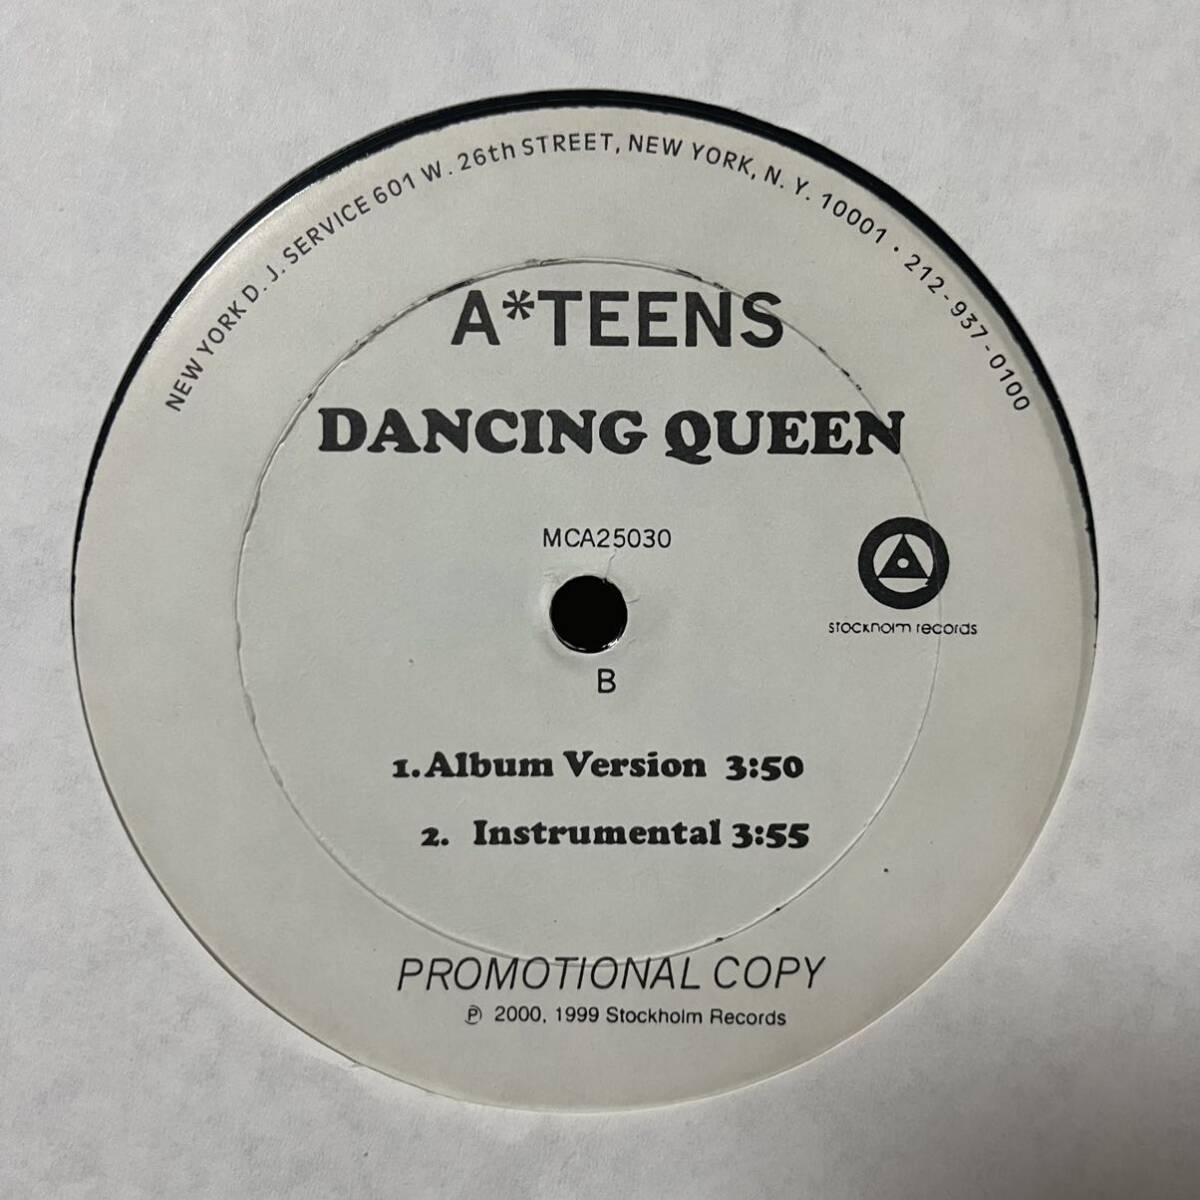 NEW YORK D. J. SERVICE 601 W. 26th STREET, NEW YORK, N. Y. 10001 · 212-937-0100
A*TEENS
DANCING QUEEN
MCA25030
stockholm records
B
1. Album Version 3:50
2. Instrumental 3:55
PROMOTIONAL COPY
℗ 2000, 1999 Stockholm Records